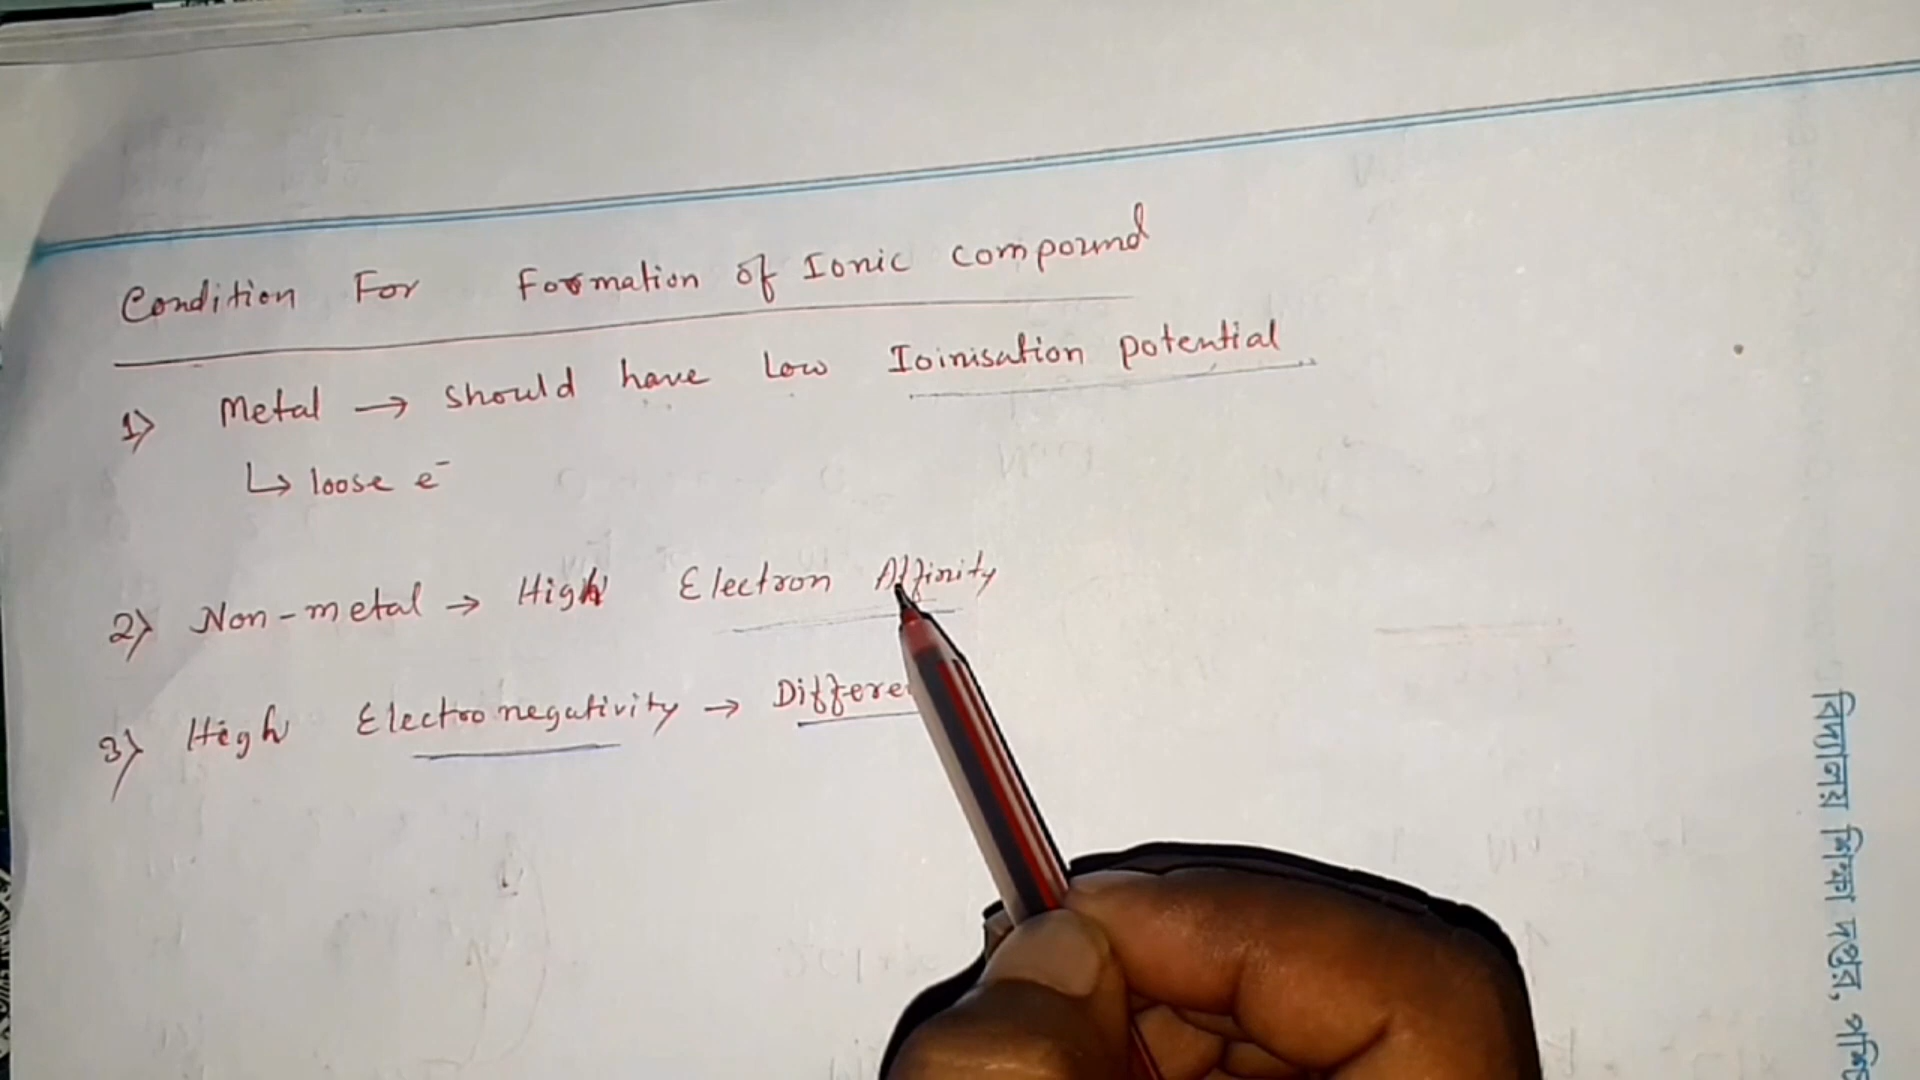 Condition For Formation of Ionic compound
1) Metal → should have low Ioinisation potential
↳ loose e⁻
2) Non-metal → High Electron Affinity
3) High Electronegativity → Differe
বিদ্যালয় শিক্ষা দপ্তর,